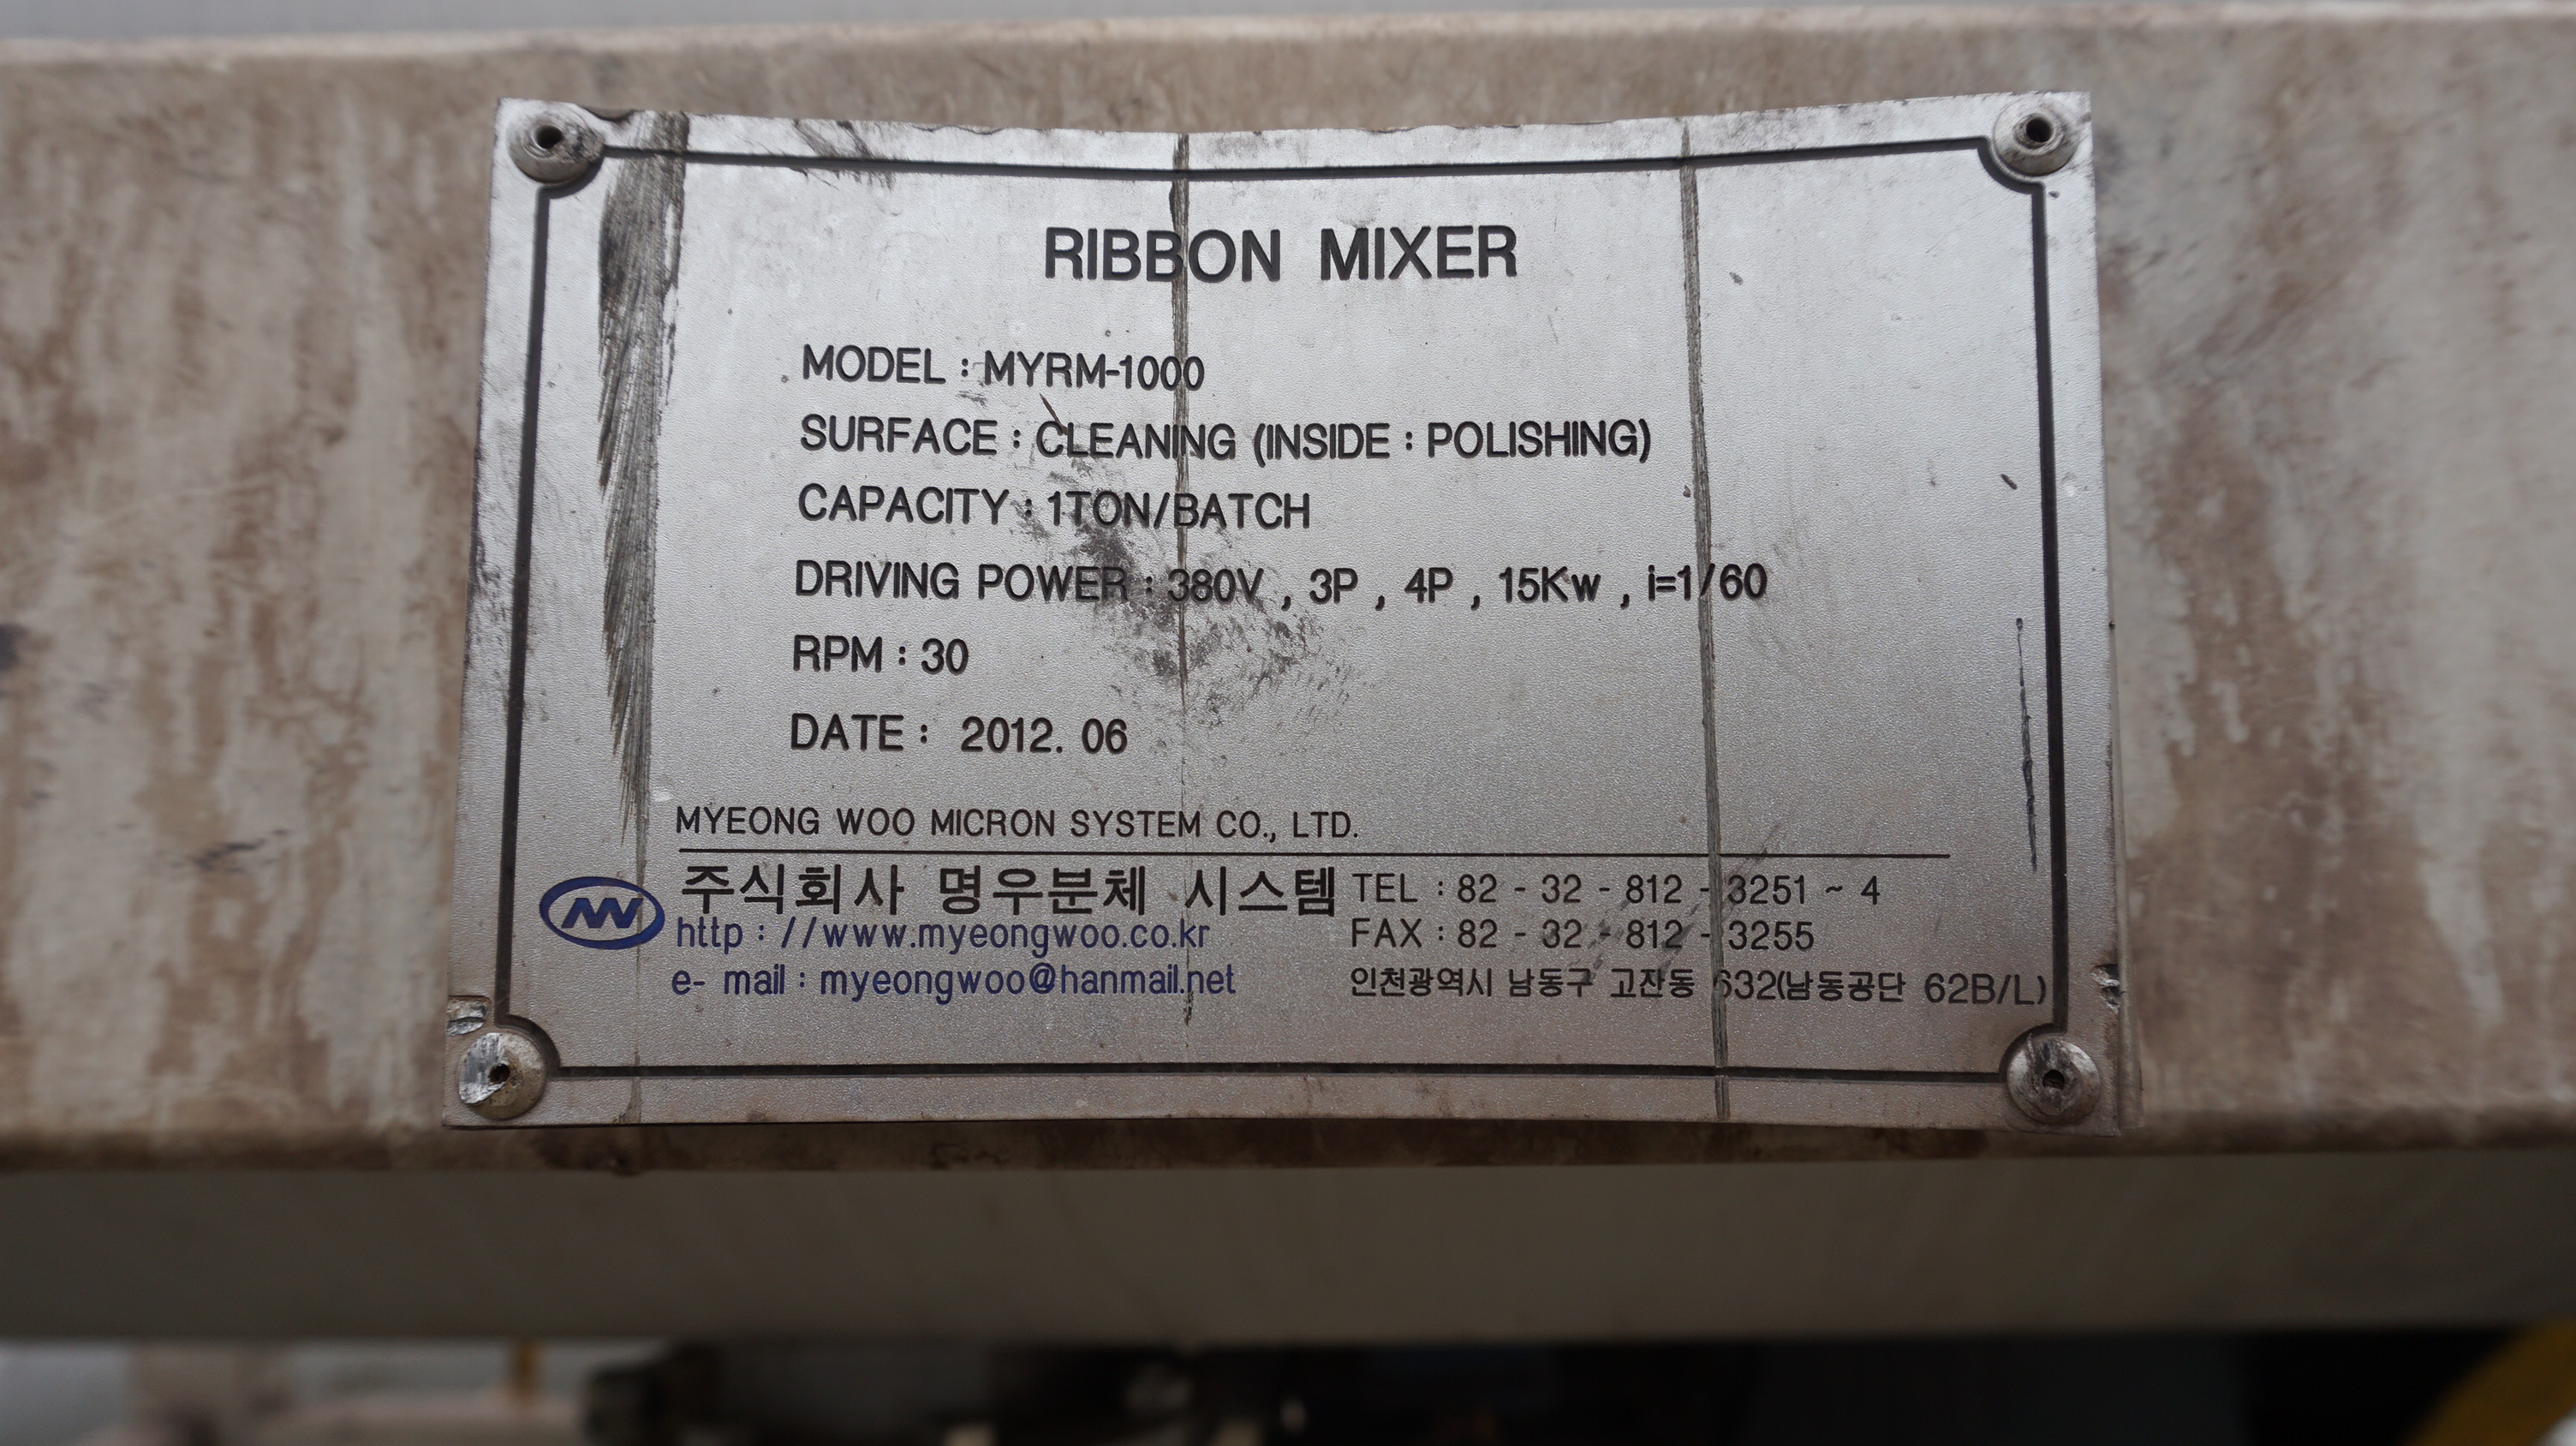 RIBBON MIXER
MODEL : MYRM-1000
SURFACE : CLEANING (INSIDE : POLISHING)
CAPACITY : 1TON/BATCH
DRIVING POWER : 380V , 3P , 4P , 15Kw , i=1/60
RPM : 30
DATE : 2012. 06
MYEONG WOO MICRON SYSTEM CO., LTD.
주식회사 명우분체 시스템
http : //www.myeongwoo.co.kr
e- mail : myeongwoo@hanmail.net
TEL : 82 - 32 - 812 - 3251 ~ 4
FAX : 82 - 32 - 812 - 3255
인천광역시 남동구 고잔동 632(남동공단 62B/L)